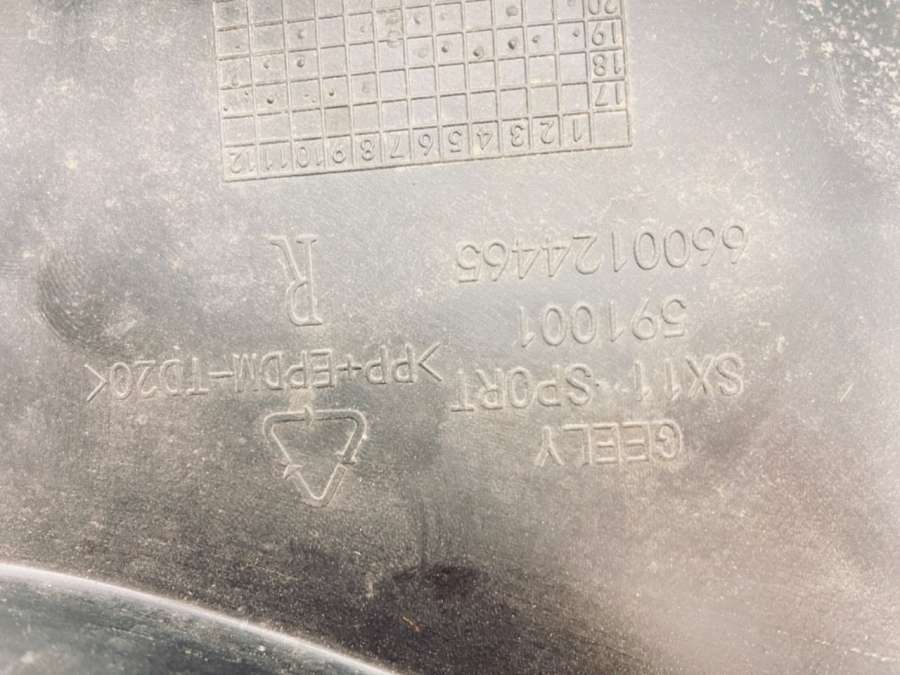 GEELY
SX11-SPORT
591001
6600124465
>PP+EPDM-TD20<
R
1 2 3 4 5 6 7 8 9 10 11 12
17
18
19
20